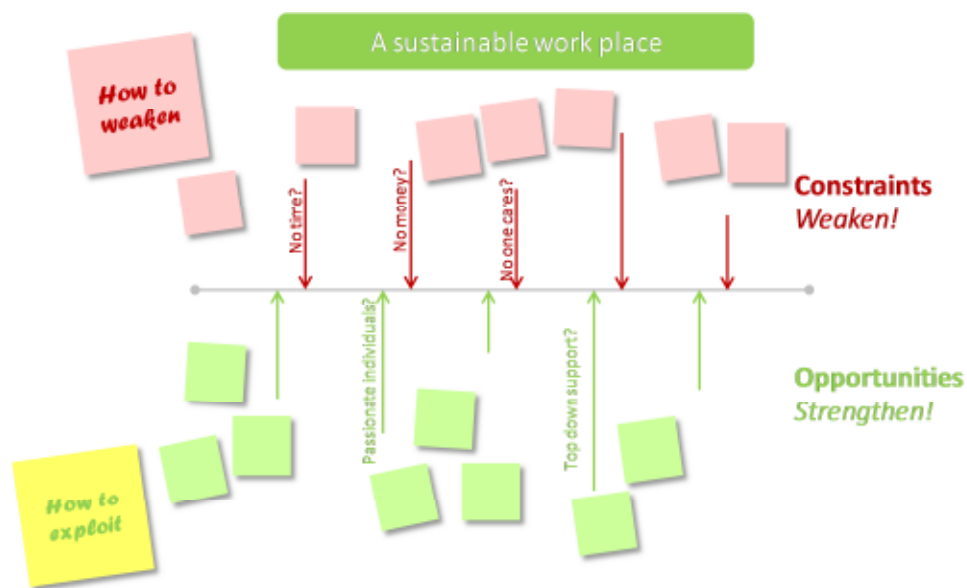 A sustainable work place
How to
weaken
No time?
No money?
No one cares?
Constraints
Weaken!
Passionate individuals?
Top down support?
Opportunities
Strengthen!
How to
exploit